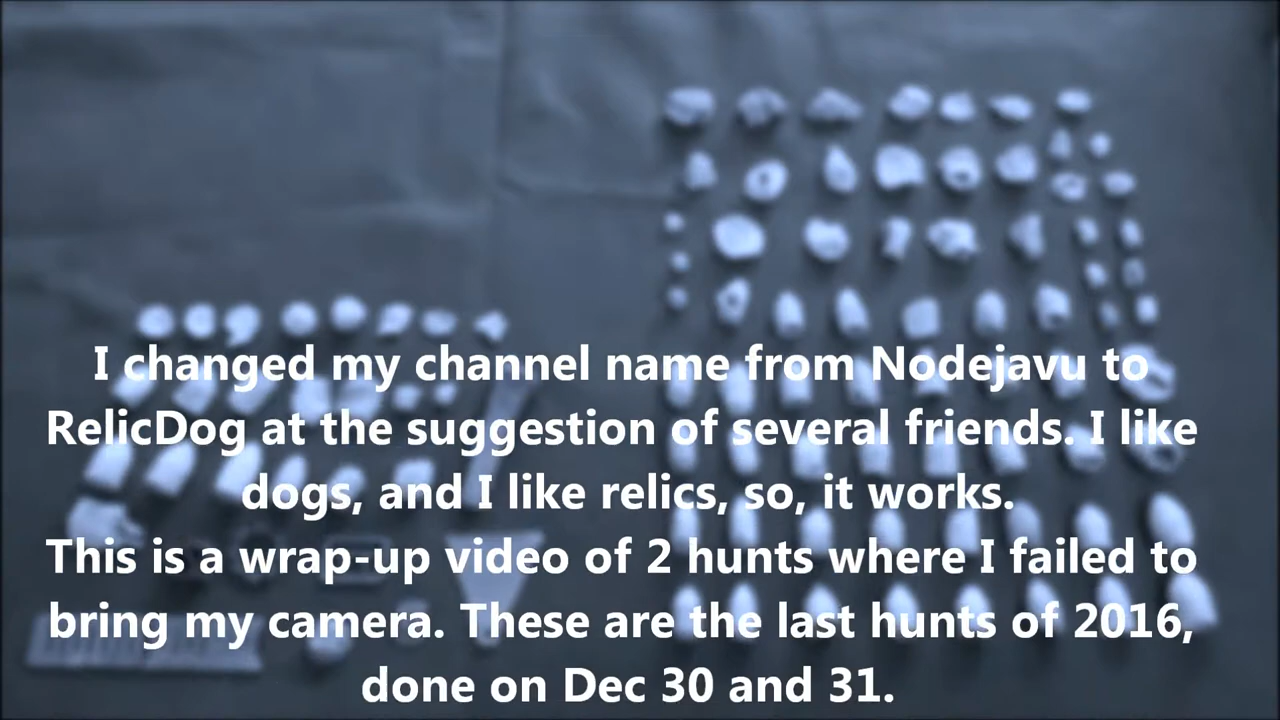 I changed my channel name from Nodejavu to
RelicDog at the suggestion of several friends. I like
dogs, and I like relics, so, it works.
This is a wrap-up video of 2 hunts where I failed to
bring my camera. These are the last hunts of 2016,
done on Dec 30 and 31.